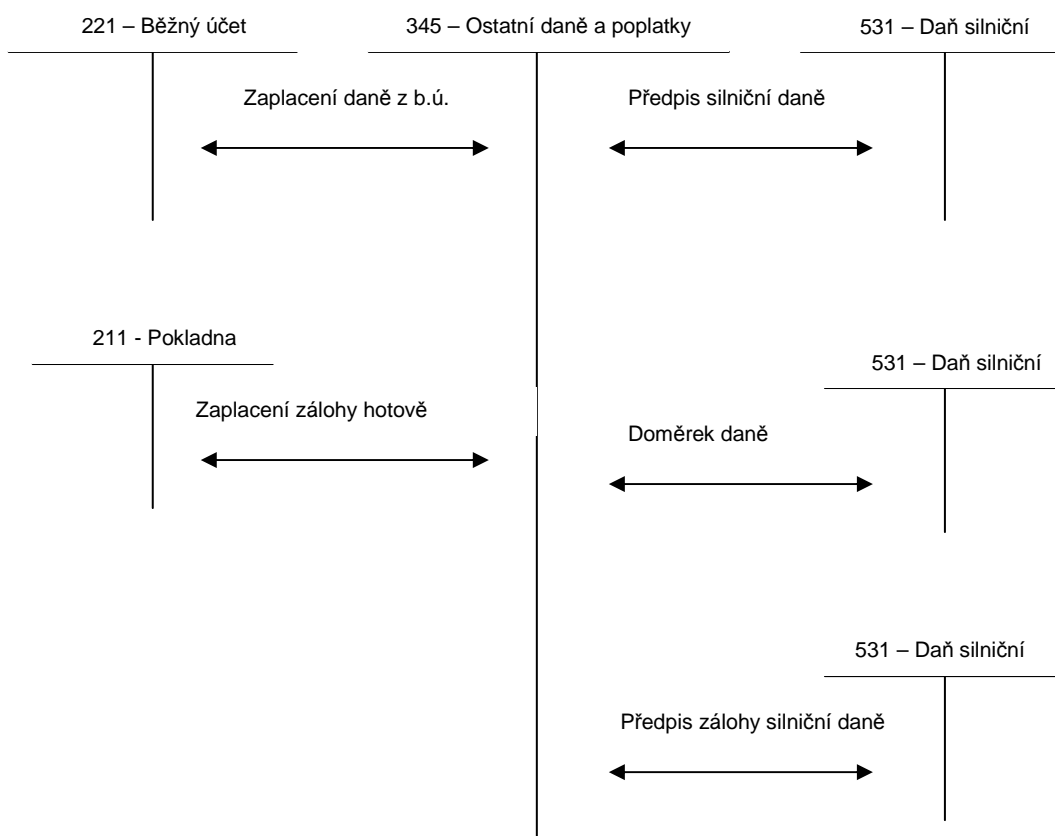 221 – Běžný účet
345 – Ostatní daně a poplatky
531 – Daň silniční
Zaplacení daně z b.ú.
Předpis silniční daně
211 - Pokladna
531 – Daň silniční
Zaplacení zálohy hotově
Doměrek daně
531 – Daň silniční
Předpis zálohy silniční daně